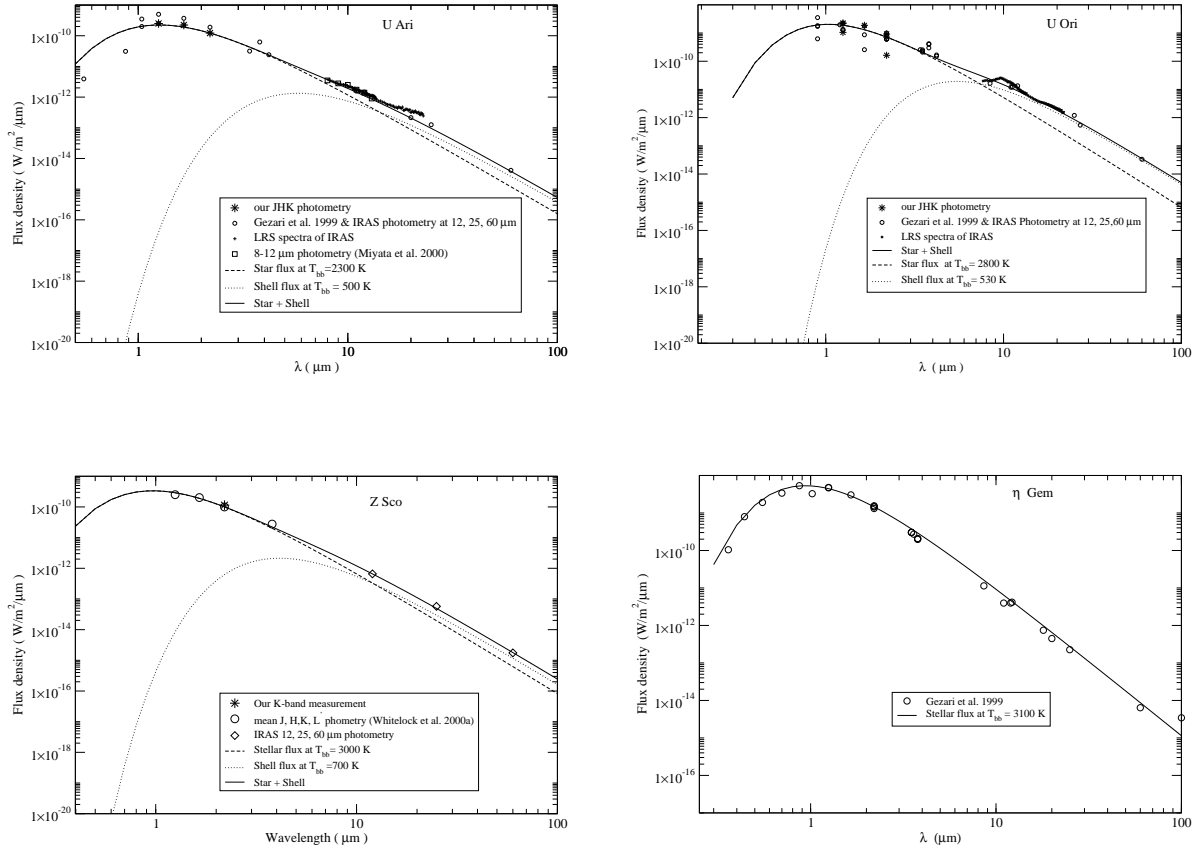 U Ari
Flux density ( W /m² /μm )
1×10⁻¹⁰
1×10⁻¹²
1×10⁻¹⁴
1×10⁻¹⁶
1×10⁻¹⁸
1×10⁻²⁰
our JHK photometry
Gezari et al. 1999 & IRAS photometry at 12, 25, 60 μm
LRS spectra of IRAS
8-12 μm photometry (Miyata et al. 2000)
Star flux at T_bb=2300 K
Shell flux at T_bb = 500 K
Star + Shell
1 10 100
λ ( μm )
U Ori
Flux density ( W/m²/μm )
1×10⁻¹⁰
1×10⁻¹²
1×10⁻¹⁴
1×10⁻¹⁶
1×10⁻¹⁸
1×10⁻²⁰
our JHK photometry
Gezari et al. 1999 & IRAS Photometry at 12, 25,60 μm
LRS spectra of IRAS
Star + Shell
Star flux at T_bb= 2800 K
Shell flux at T_bb= 530 K
1 10 100
λ ( μm )
Z Sco
Flux density ( W/m²/μm )
1×10⁻¹⁰
1×10⁻¹²
1×10⁻¹⁴
1×10⁻¹⁶
1×10⁻¹⁸
1×10⁻²⁰
Our K-band measurement
mean J, H,K, L' phometry (Whitelock et al. 2000a)
IRAS 12, 25, 60 μm photometry
Stellar flux at T_bb= 3000 K
Shell flux at T_bb=700 K
Star + Shell
1 10 100
Wavelength ( μm )
η Gem
Flux density ( W/m²/μm )
1×10⁻¹⁰
1×10⁻¹²
1×10⁻¹⁴
1×10⁻¹⁶
Gezari et al. 1999
Stellar flux at T_bb = 3100 K
1 10 100
λ (μm)